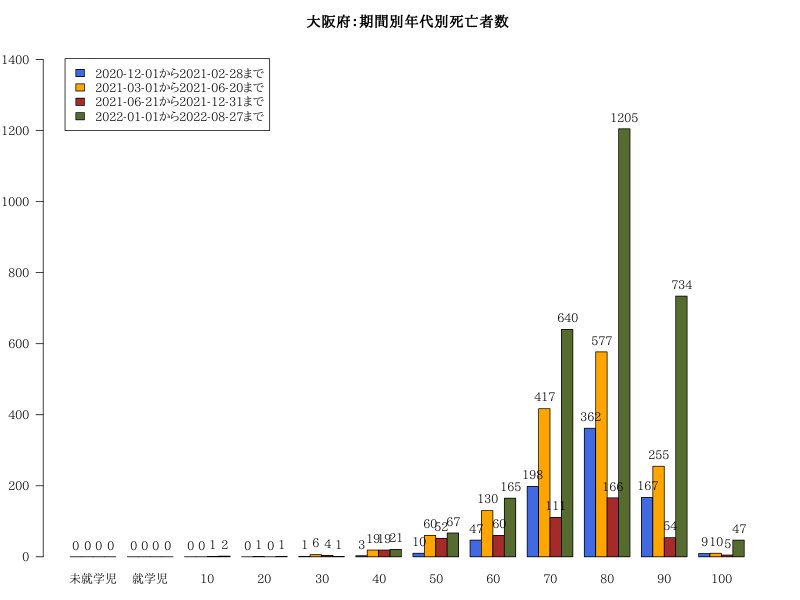 大阪府:期間別年代別死亡者数
1400
1200
1000
800
600
400
200
0
2020-12-01から2021-02-28まで
2021-03-01から2021-06-20まで
2021-06-21から2021-12-31まで
2022-01-01から2022-08-27まで
0 0 0 0
0 0 0 0
0 0 1 2
0 1 0 1
1 6 4 1
3 19 19 21
10 60 52 67
47 130 60 165
198 417 111 640
362 577 166 1205
167 255 54 734
9 10 5 47
未就学児 就学児 10 20 30 40 50 60 70 80 90 100